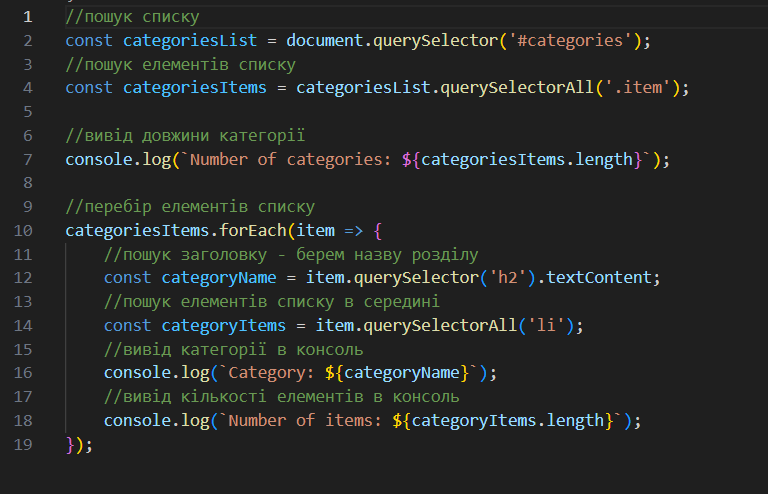 1 //пошук списку
2 const categoriesList = document.querySelector('#categories');
3 //пошук елементів списку
4 const categoriesItems = categoriesList.querySelectorAll('.item');
5
6 //вивід довжини категорії
7 console.log(`Number of categories: ${categoriesItems.length}`);
8
9 //перебір елементів списку
10 categoriesItems.forEach(item => {
11     //пошук заголовку - берем назву розділу
12     const categoryName = item.querySelector('h2').textContent;
13     //пошук елементів списку в середині
14     const categoryItems = item.querySelectorAll('li');
15     //вивід категорії в консоль
16     console.log(`Category: ${categoryName}`);
17     //вивід кількості елементів в консоль
18     console.log(`Number of items: ${categoryItems.length}`);
19 });